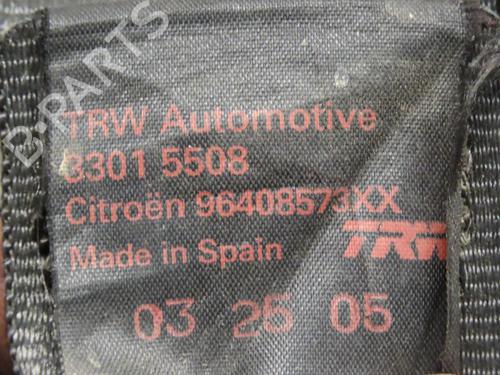 TRW Automotive
3301 5508
Citroën 96408573XX
Made in Spain TRW
03 25 05
B-PARTS